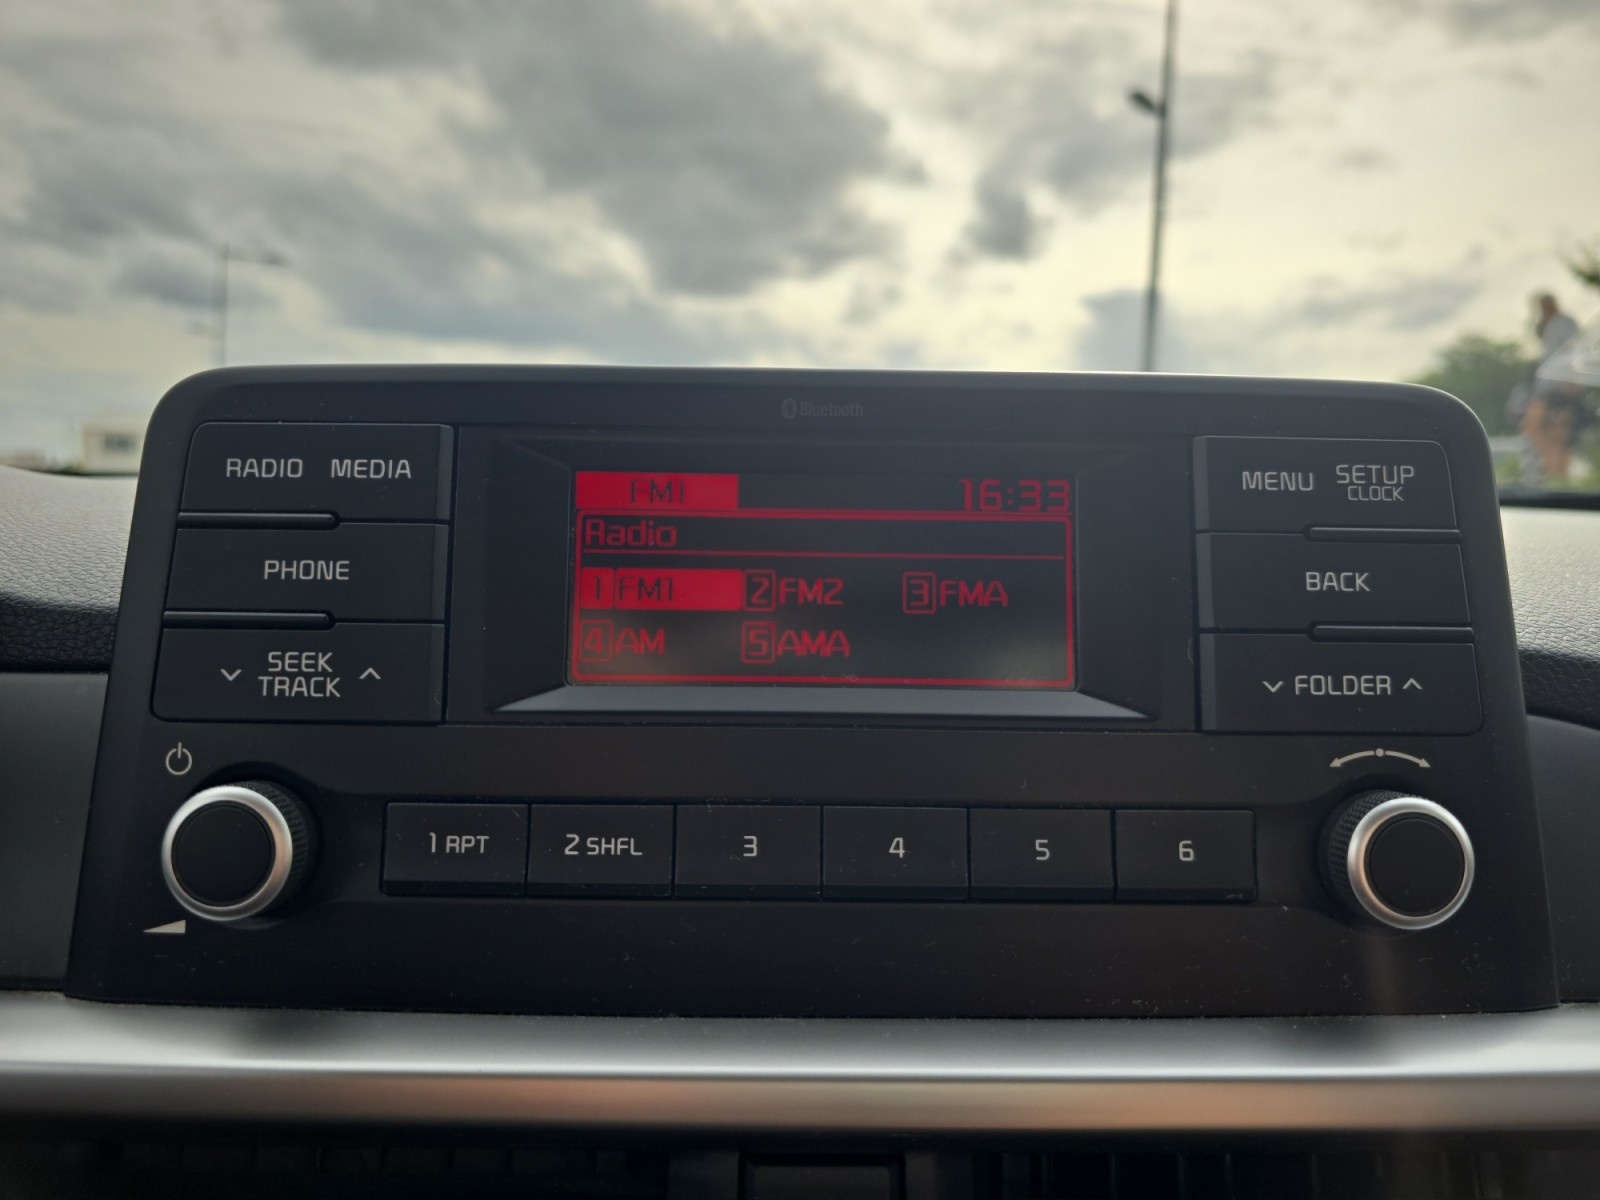 Bluetooth
RADIO MEDIA
PHONE
SEEK
TRACK
FM1 16:33
Radio
1 FM1 2 FM2 3 FMA
4 AM 5 AMA
MENU SETUP
CLOCK
BACK
FOLDER
1 RPT 2 SHFL 3 4 5 6